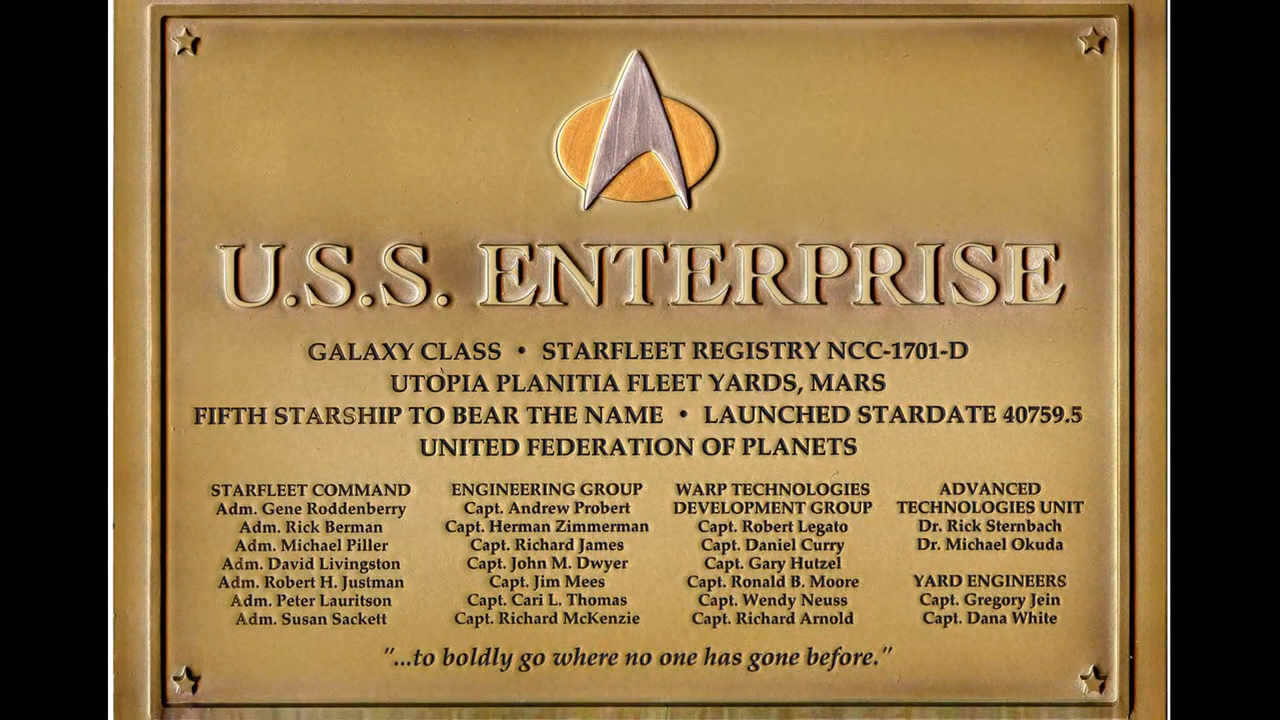 U.S.S. ENTERPRISE
GALAXY CLASS • STARFLEET REGISTRY NCC-1701-D
UTOPIA PLANITIA FLEET YARDS, MARS
FIFTH STARSHIP TO BEAR THE NAME • LAUNCHED STARDATE 40759.5
UNITED FEDERATION OF PLANETS
STARFLEET COMMAND
Adm. Gene Roddenberry
Adm. Rick Berman
Adm. Michael Piller
Adm. David Livingston
Adm. Robert H. Justman
Adm. Peter Lauritson
Adm. Susan Sackett
ENGINEERING GROUP
Capt. Andrew Probert
Capt. Herman Zimmerman
Capt. Richard James
Capt. John M. Dwyer
Capt. Jim Mees
Capt. Cari L. Thomas
Capt. Richard McKenzie
WARP TECHNOLOGIES
DEVELOPMENT GROUP
Capt. Robert Legato
Capt. Daniel Curry
Capt. Gary Hutzel
Capt. Ronald B. Moore
Capt. Wendy Neuss
Capt. Richard Arnold
ADVANCED
TECHNOLOGIES UNIT
Dr. Rick Sternbach
Dr. Michael Okuda
YARD ENGINEERS
Capt. Gregory Jein
Capt. Dana White
"...to boldly go where no one has gone before."